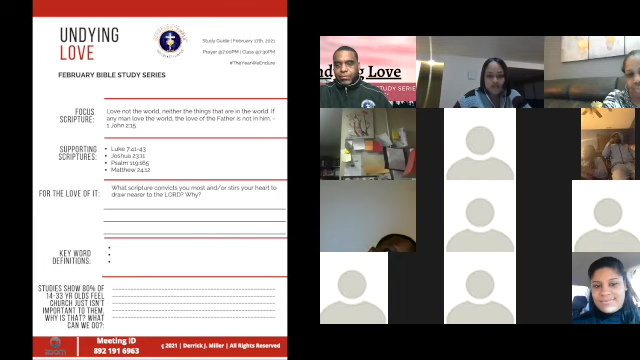 UNDYING
LOVE
Study Guide | February 17th, 2021
Prayer @7:00PM | Class @7:30PM
#TheYearWeEndure
FEBRUARY BIBLE STUDY SERIES
FOCUS
SCRIPTURE:
Love not the world, neither the things that are in the world. If
any man love the world, the love of the Father is not in him. -
1 John 2:15
SUPPORTING
SCRIPTURES:
• Luke 7:41-43
• Joshua 23:11
• Psalm 119:165
• Matthew 24:12
FOR THE LOVE OF IT:
What scripture convicts you most and/or stirs your heart to
draw nearer to the LORD? Why?
KEY WORD
DEFINITIONS:
STUDIES SHOW 80% OF
14-33 YR OLDS FEEL
CHURCH JUST ISN'T
IMPORTANT TO THEM.
WHY IS THAT? WHAT
CAN WE DO?:
zoom
Meeting ID
892 191 6963
© 2021 | Derrick J. Miller | All Rights Reserved
ndying Love
STUDY SERIES